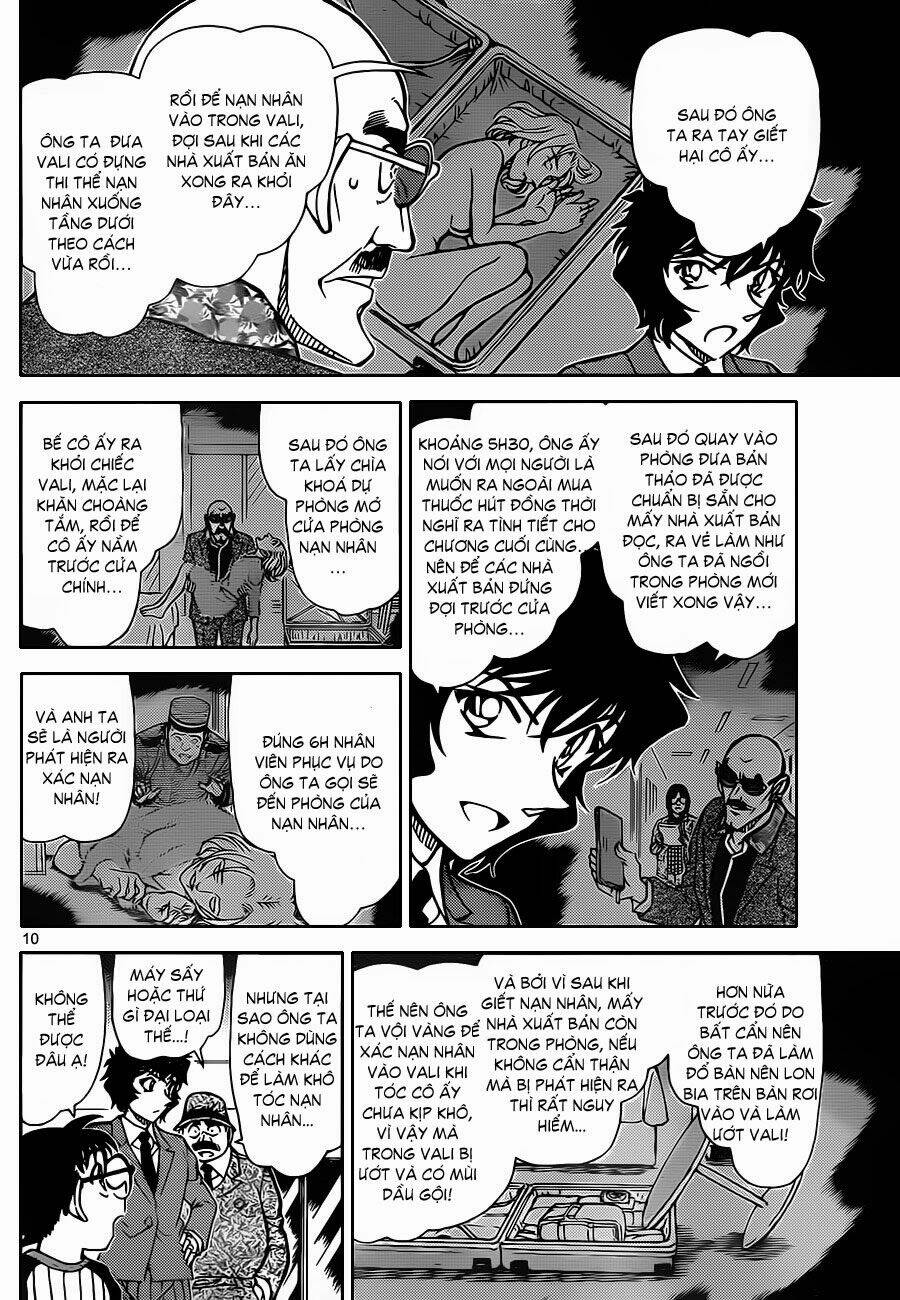 SAU ĐÓ ÔNG
TA RA TAY GIẾT
HẠI CÔ ẤY...
RỒI ĐỂ NẠN NHÂN
VÀO TRONG VALI,
ĐỢI SAU KHI CÁC
NHÀ XUẤT BẢN ĂN
XONG RA KHỎI
ĐÂY...
ÔNG TA ĐƯA
VALI CÓ ĐỰNG
THI THỂ NẠN
NHÂN XUỐNG
TẦNG DƯỚI
THEO CÁCH
VỪA RỒI...
SAU ĐÓ QUAY VÀO
PHÒNG ĐƯA BẢN
THẢO ĐÃ ĐƯỢC
CHUẨN BỊ SẴN CHO
MẤY NHÀ XUẤT BẢN
ĐỌC, RA VẺ LÀM NHƯ
ÔNG TA ĐÃ NGỒI
TRONG PHÒNG MỚI
VIẾT XONG VẬY...
KHOẢNG 5H30, ÔNG ẤY
NÓI VỚI MỌI NGƯỜI LÀ
MUỐN RA NGOÀI MUA
THUỐC HÚT ĐỒNG THỜI
NGHĨ RA TÌNH TIẾT CHO
CHƯƠNG CUỐI CÙNG...
NÊN ĐỂ CÁC NHÀ
XUẤT BẢN ĐỨNG
ĐỢI TRƯỚC CỬA
PHÒNG...
SAU ĐÓ ÔNG
TA LẤY CHÌA
KHOÁ DỰ
PHÒNG MỞ
CỬA PHÒNG
NẠN NHÂN
...
BẾ CÔ ẤY RA
KHỎI CHIẾC
VALI, MẶC LẠI
KHĂN CHOÀNG
TẮM, RỒI ĐỂ
CÔ ẤY NẰM
TRƯỚC CỬA
CHÍNH...
ĐÚNG 6H NHÂN
VIÊN PHỤC VỤ DO
ÔNG TA GỌI SẼ
ĐẾN PHÒNG CỦA
NẠN NHÂN...
VÀ ANH TA
SẼ LÀ NGƯỜI
PHÁT HIỆN RA
XÁC NẠN
NHÂN!
10
HƠN NỮA
TRƯỚC ĐÓ DO
BẤT CẨN NÊN
ÔNG TA ĐÃ LÀM
ĐỔ BÀN NÊN LON
BIA TRÊN BÀN RƠI
VÀO VÀ LÀM
ƯỚT VALI!
VÀ BỞI VÌ SAU KHI
GIẾT NẠN NHÂN, MẤY
NHÀ XUẤT BẢN CÒN
TRONG PHÒNG, NẾU
KHÔNG CẨN THẬN
MÀ BỊ PHÁT HIỆN RA
THÌ RẤT NGUY
HIỂM...
THẾ NÊN ÔNG
TA VỘI VÀNG ĐỂ
XÁC NẠN NHÂN
VÀO VALI KHI
TÓC CÔ ẤY
CHƯA KỊP KHÔ,
VÌ VẬY MÀ
TRONG VALI BỊ
ƯỚT VÀ CÓ MÙI
DẦU GỘI!
NHƯNG TẠI
SAO ÔNG TA
KHÔNG DÙNG
CÁCH KHÁC
ĐỂ LÀM KHÔ
TÓC NẠN
NHÂN...
MÁY SẤY
HOẶC THỨ
GÌ ĐẠI LOẠI
THẾ...!
KHÔNG
THỂ
ĐƯỢC
ĐÂU Ạ!